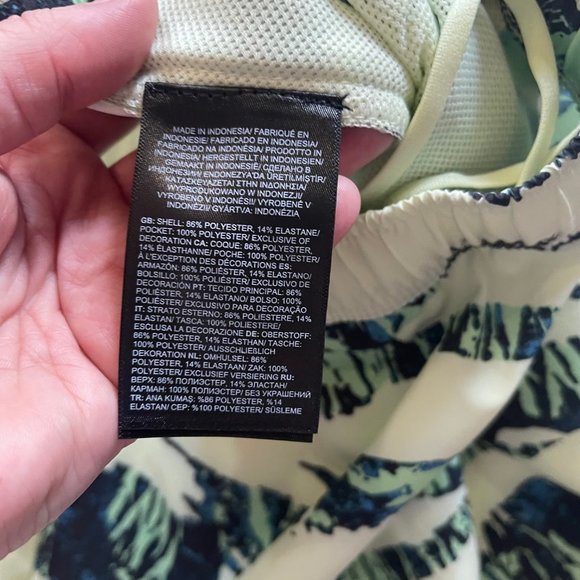 MADE IN INDONESIA/ FABRIQUÉ EN
INDONESIE/ FABRICADO EN INDONESIA/
FABRICADO NA INDONÉSIA/ PRODOTTO IN
INDONESIA/ HERGESTELLT IN INDONESIEN/
GEMAAKT IN INDONESIË/ СДЕЛАНО В
ИНДОНЕЗИИ/ ENDONEZYA'DA ÜRETİLMİŞTİR/
ΚΑΤΑΣΚΕΥΑΖΕΤΑΙ ΣΤΗΝ ΙΝΔΟΝΗΣΙΑ/
VYROBENO V INDONÉSII/ VYROBENÉ V
INDONÉZII/ GYÁRTVA: INDONÉZIA
GB: SHELL: 86% POLYESTER, 14% ELASTANE/
POCKET: 100% POLYESTER/ EXCLUSIVE OF
DECORATION CA: COQUE: 86% POLYESTER,
14% ÉLASTHANNE/ POCHE: 100% POLYESTER/
À L'EXCEPTION DES DÉCORATIONS ES:
ARMAZÓN: 86% POLIÉSTER, 14% ELASTANO/
BOLSILLO: 100% POLIÉSTER/ EXCLUSIVO DE
DECORACIÓN PT: TECIDO PRINCIPAL: 86%
POLIÉSTER, 14% ELASTANO/ BOLSO: 100%
POLIÉSTER/ EXCLUSIVO PARA DECORAÇÃO
IT: STRATO ESTERNO: 86% POLIESTERE, 14%
ELASTAN/ TASCA: 100% POLIESTERE/
ESCLUSA LA DECORAZIONE DE: OBERSTOFF:
86% POLYESTER, 14% ELASTHAN/ TASCHE:
100% POLYESTER/ AUSSCHLIESSLICH
DEKORATION NL: OMHULSEL: 86%
POLYESTER, 14% ELASTAAN/ ZAK: 100%
POLYESTER/ EXCLUSIEF VERSIERING RU:
ВЕРХ: 86% ПОЛИЭСТЕР, 14% ЭЛАСТАН/
КАРМАН: 100% ПОЛИЭСТЕР/ БЕЗ УКРАШЕНИЙ
TR: ANA KUMAŞ: %86 POLYESTER, %14
ELASTAN/ CEP: %100 POLYESTER/ SÜSLEME